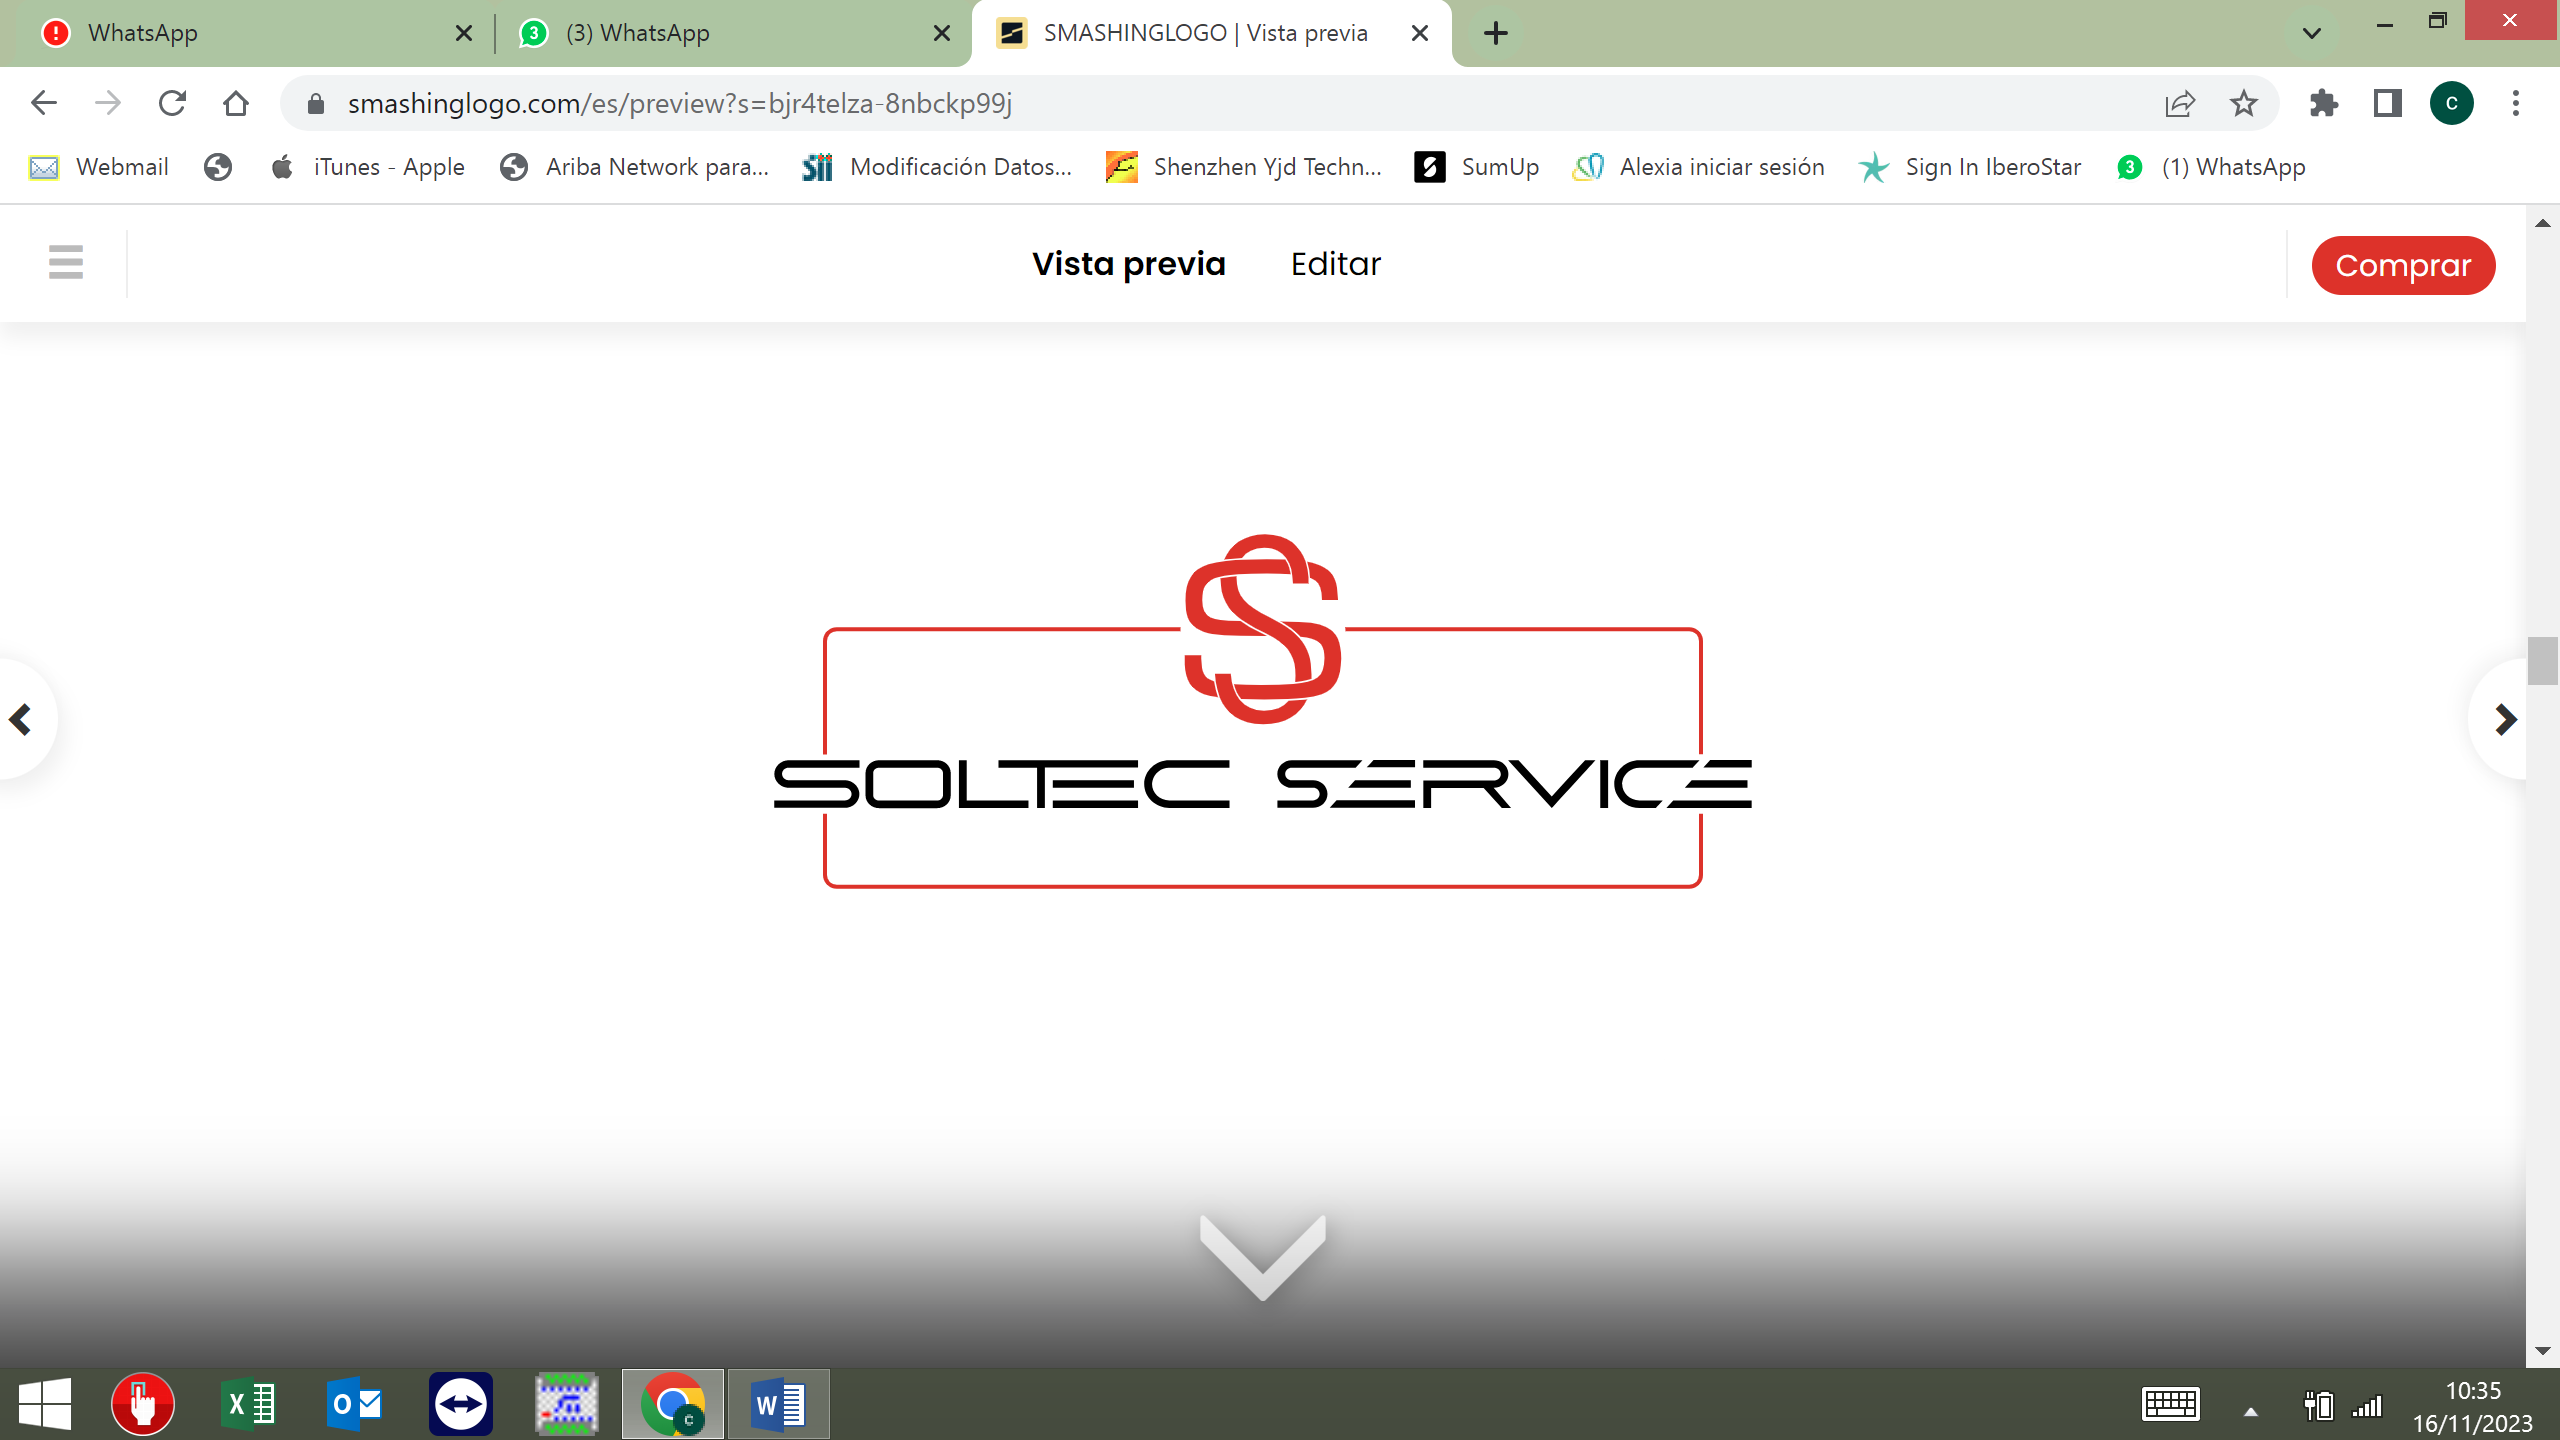 WhatsApp
(3) WhatsApp
SMASHINGLOGO | Vista previa
smashinglogo.com/es/preview?s=bjr4telza-8nbckp99j
Webmail
iTunes - Apple
Ariba Network para...
Modificación Datos...
Shenzhen Yjd Techn...
SumUp
Alexia iniciar sesión
Sign In IberoStar
(1) WhatsApp
Vista previa
Editar
Comprar
SOLTEC SERVICE
10:35
16/11/2023